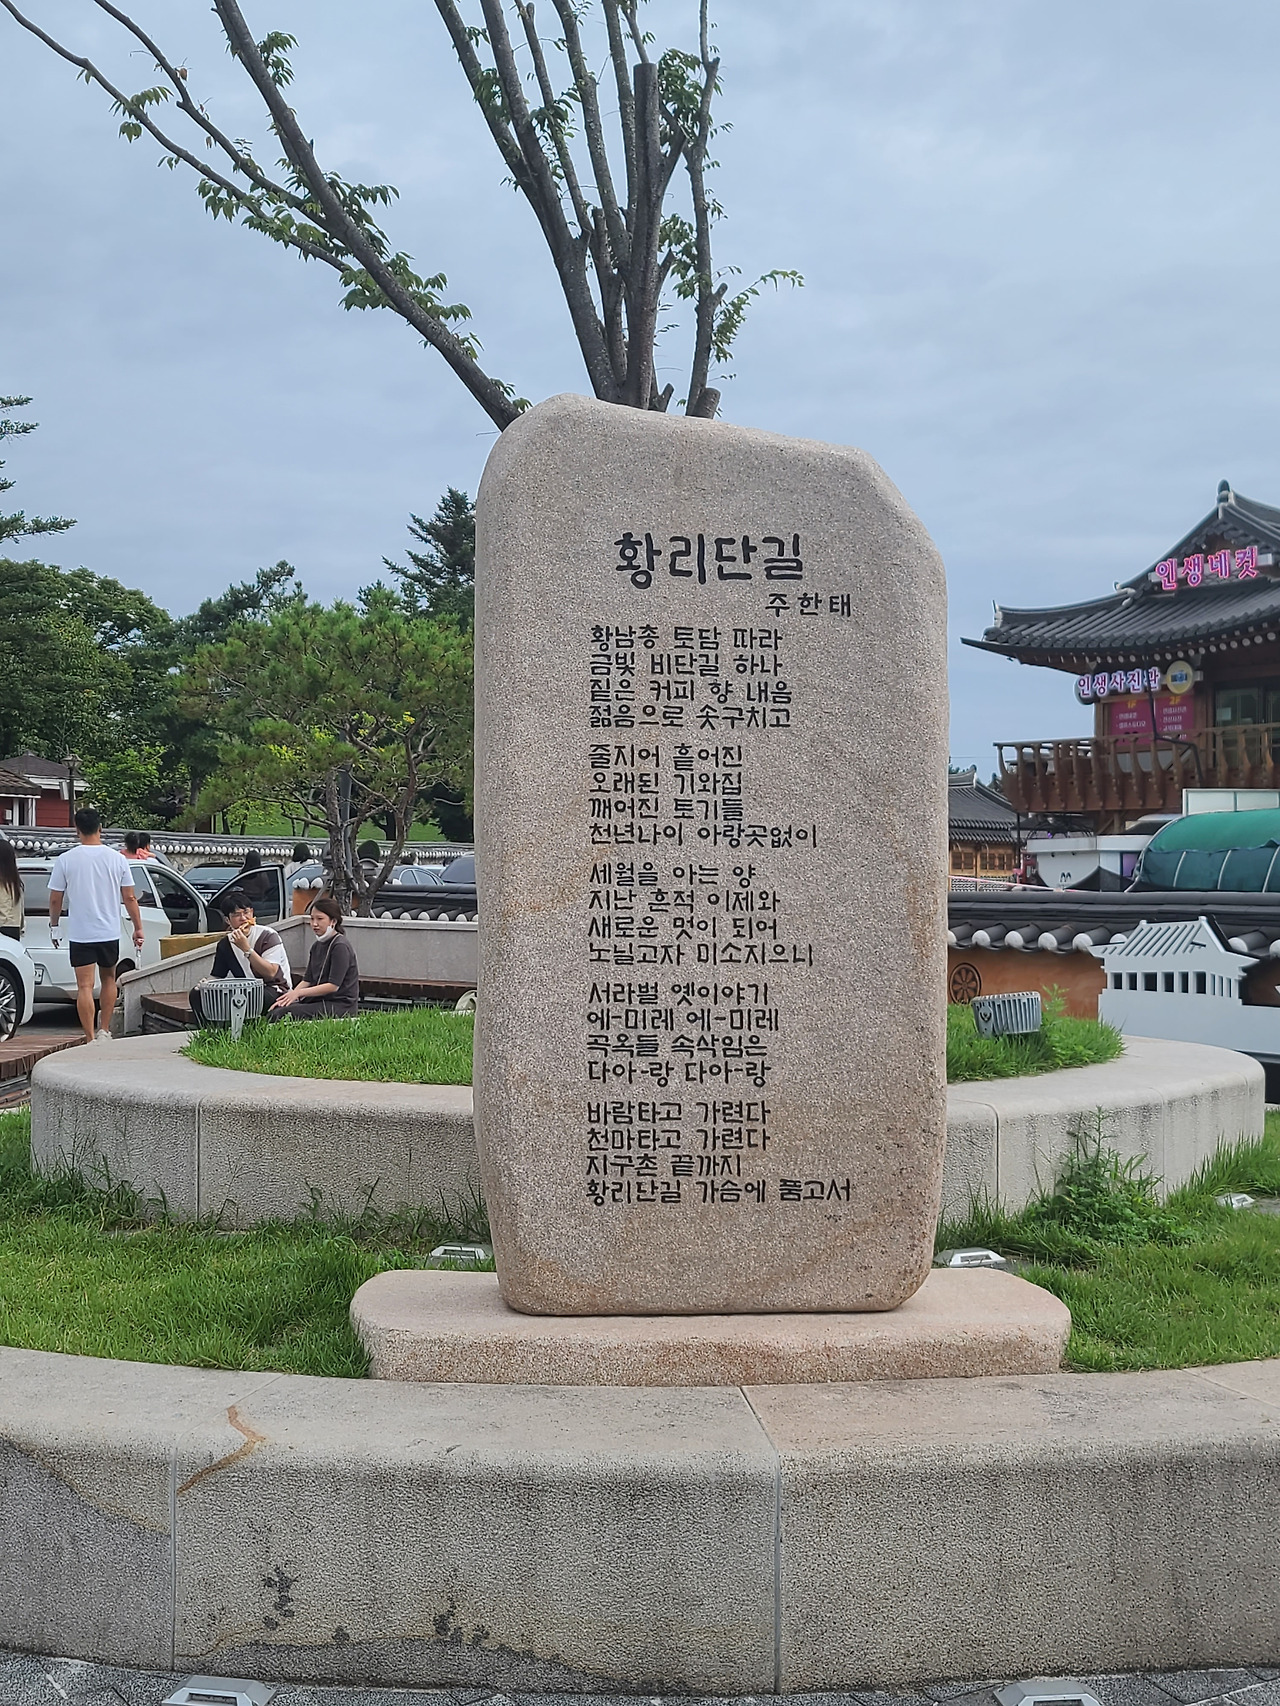 황리단길
주한태
황남총 토담 따라
금빛 비단길 하나
짙은 커피 향 내음
젊음으로 솟구치고
줄지어 흩어진
오래된 기와집
깨어진 토기들
천년나이 아랑곳없이
세월을 아는 양
지난 흔적 이제와
새로운 멋이 되어
노닐고자 미소지으니
서라벌 옛이야기
에-미레 에-미레
곡옥들 속삭임은
다아-랑 다아-랑
바람타고 가련다
천마타고 가련다
지구촌 끝까지
황리단길 가슴에 품고서
인생네컷
인생사진관